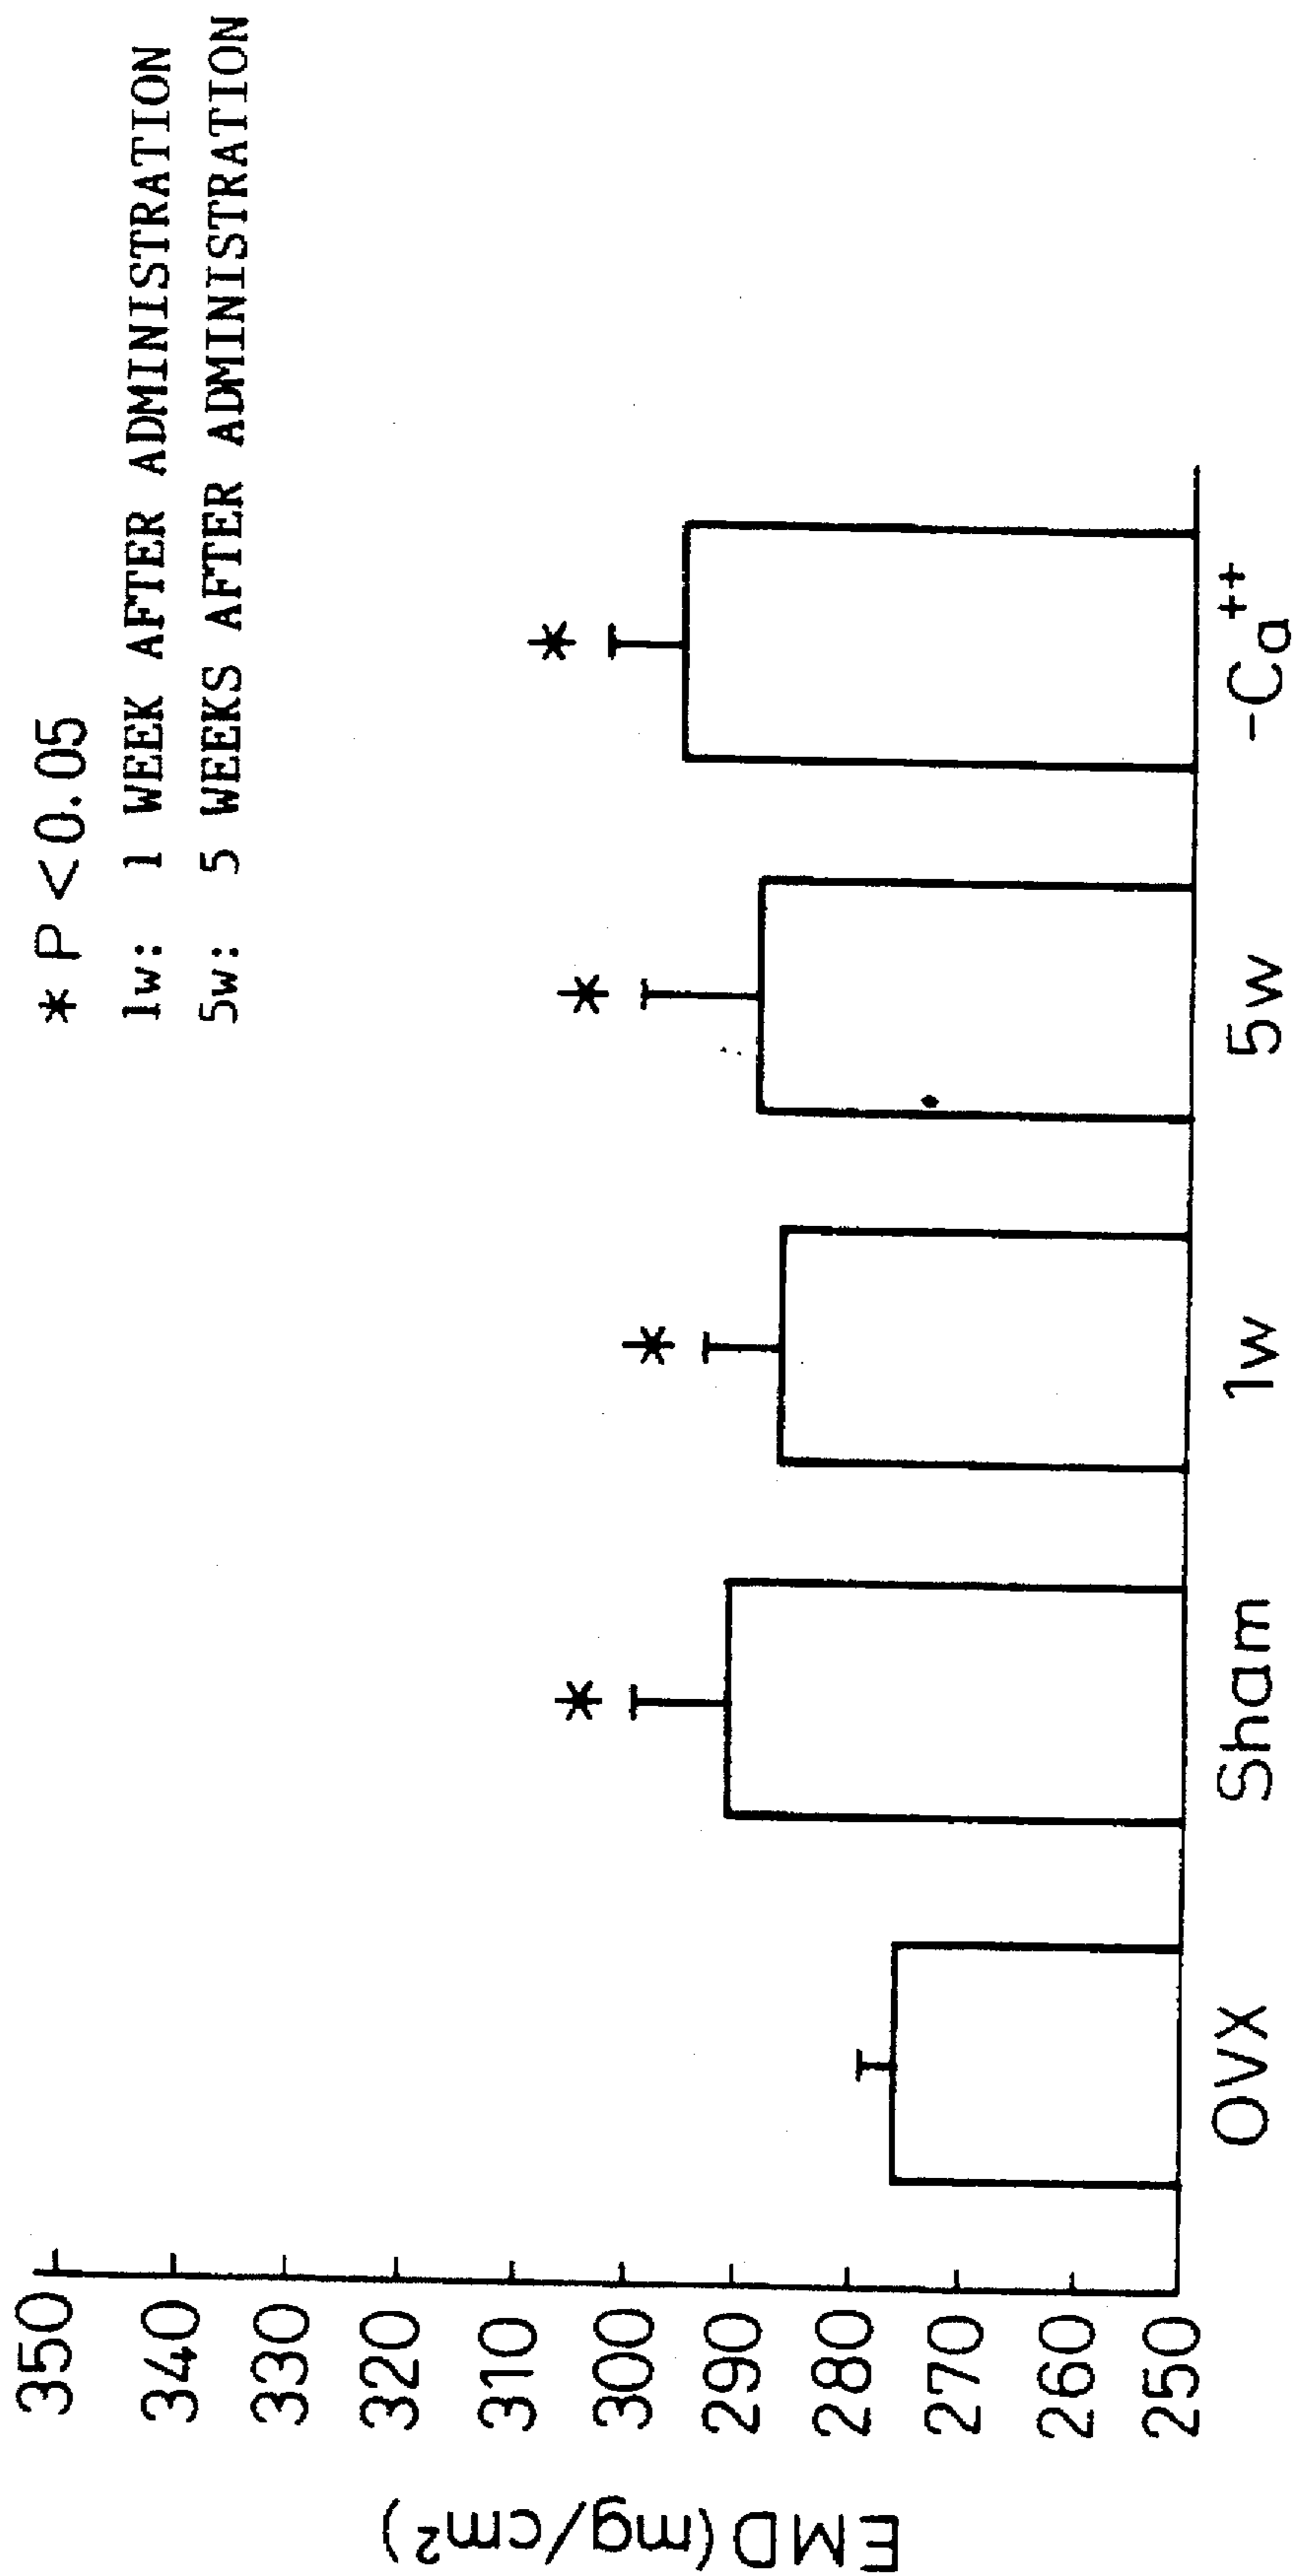 * P < 0.05
1w: 1 WEEK AFTER ADMINISTRATION
5w: 5 WEEKS AFTER ADMINISTRATION
EMD (mg/cm²)
350
340
330
320
310
300
290
280
270
260
250
OVX
Sham
1w
5w
-Ca++
*
*
*
*